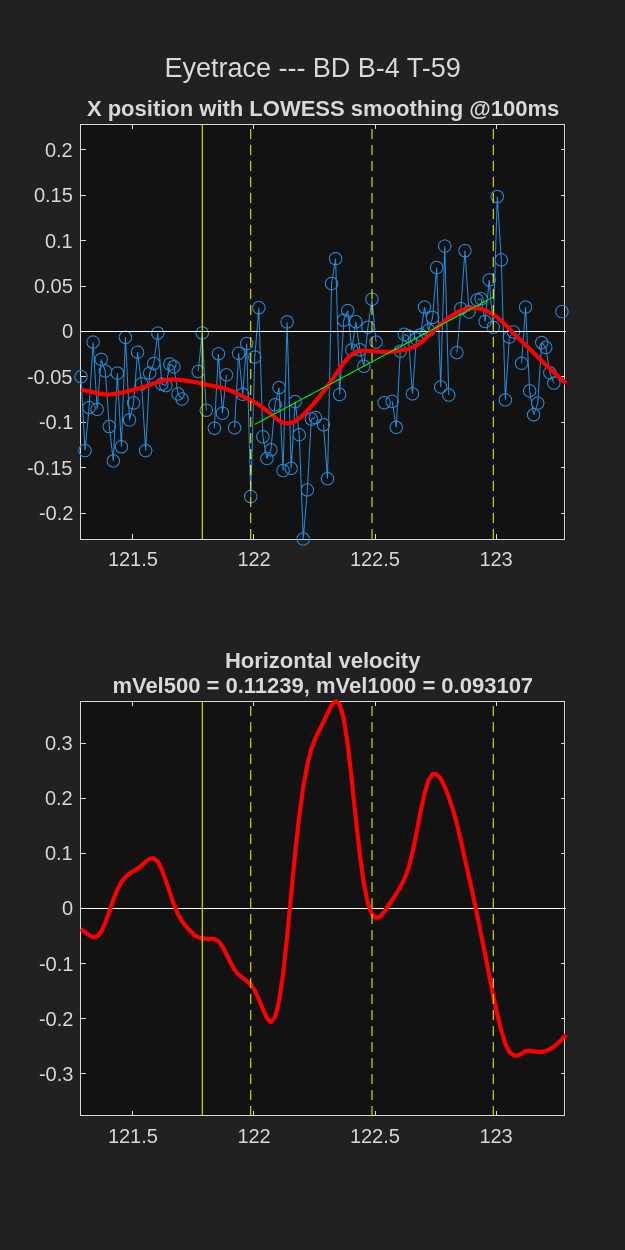 Eyetrace --- BD B-4 T-59
X position with LOWESS smoothing @100ms
0.2
0.15
0.1
0.05
0
-0.05
-0.1
-0.15
-0.2
121.5 122 122.5 123
Horizontal velocity
mVel500 = 0.11239, mVel1000 = 0.093107
0.3
0.2
0.1
0
-0.1
-0.2
-0.3
121.5 122 122.5 123